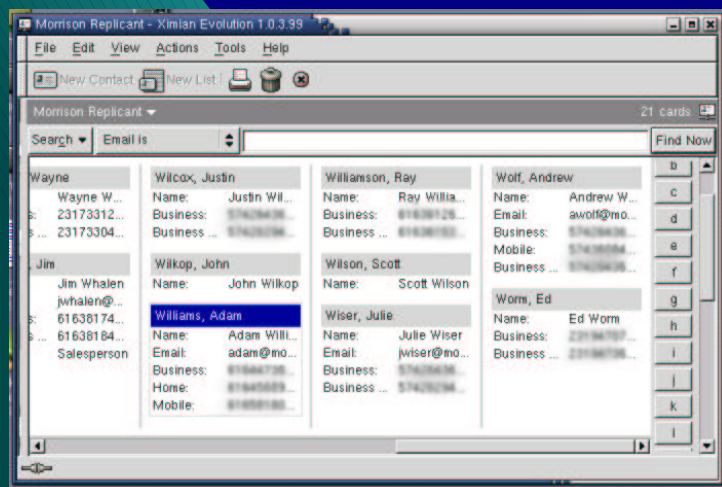 Morrison Replicant - Ximian Evolution 1.0.3.99
File Edit View Actions Tools Help
New Contact New List
Morrison Replicant 21 cards
Search Email is Find Now
Wayne
Wayne W...
s: 23173312...
s ... 23173304...
, Jim
Jim Whalen
jwhalen@...
s: 61638174...
s ... 61638184...
Salesperson
Wilcox, Justin
Name: Justin Wil...
Business:
Business ...
Wilkop, John
Name: John Wilkop
Williams, Adam
Name: Adam Willi...
Email: adam@mo...
Business:
Home:
Mobile:
Williamson, Ray
Name: Ray Willia...
Business:
Business ...
Wilson, Scott
Name: Scott Wilson
Wiser, Julie
Name: Julie Wiser
Email: jwiser@mo...
Business:
Business ...
Wolf, Andrew
Name: Andrew W...
Email: awolf@mo...
Business:
Mobile:
Business ...
Worm, Ed
Name: Ed Worm
Business:
Business ...
b
c
d
e
f
g
h
i
j
k
l